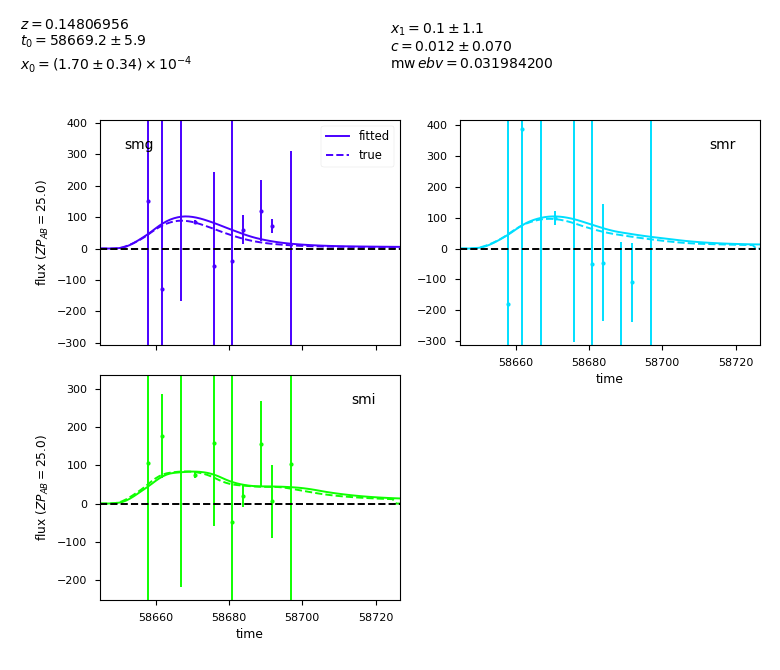 z = 0.14806956
t₀ = 58669.2 ± 5.9
x₀ = (1.70 ± 0.34) × 10⁻⁴
x₁ = 0.1 ± 1.1
c = 0.012 ± 0.070
mw ebv = 0.031984200
smg
fitted
true
400
300
200
100
0
−100
−200
−300
flux (ZP_AB = 25.0)
smr
400
300
200
100
0
−100
−200
−300
58660 58680 58700 58720
time
smi
300
200
100
0
−100
−200
flux (ZP_AB = 25.0)
58660 58680 58700 58720
time